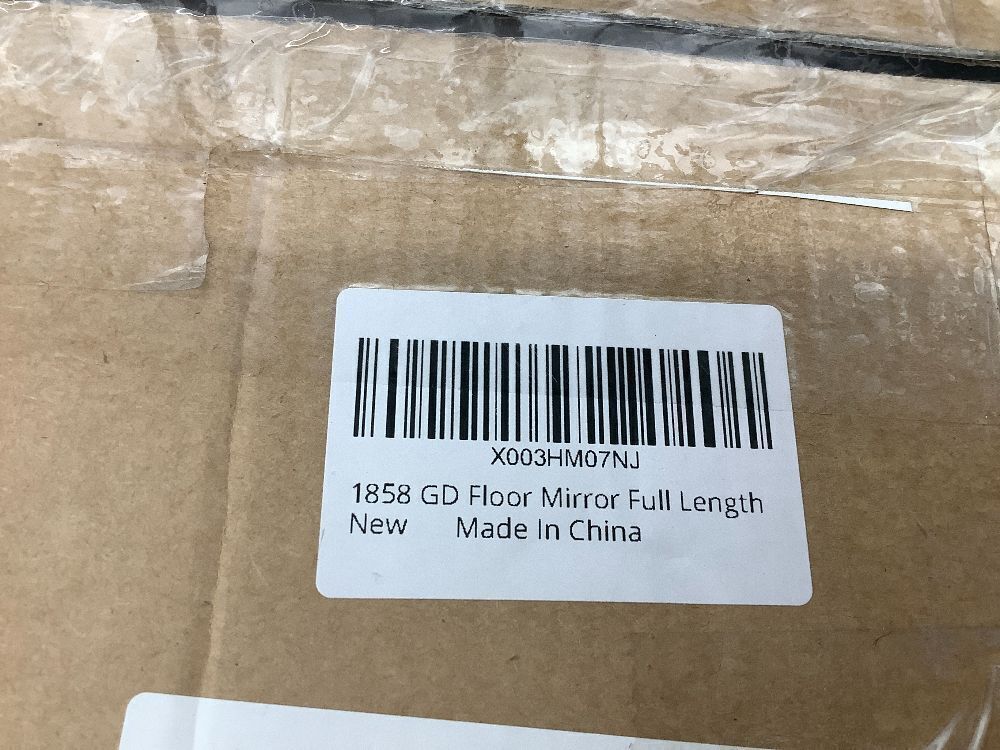 X003HM07NJ
1858 GD Floor Mirror Full Length
New Made In China